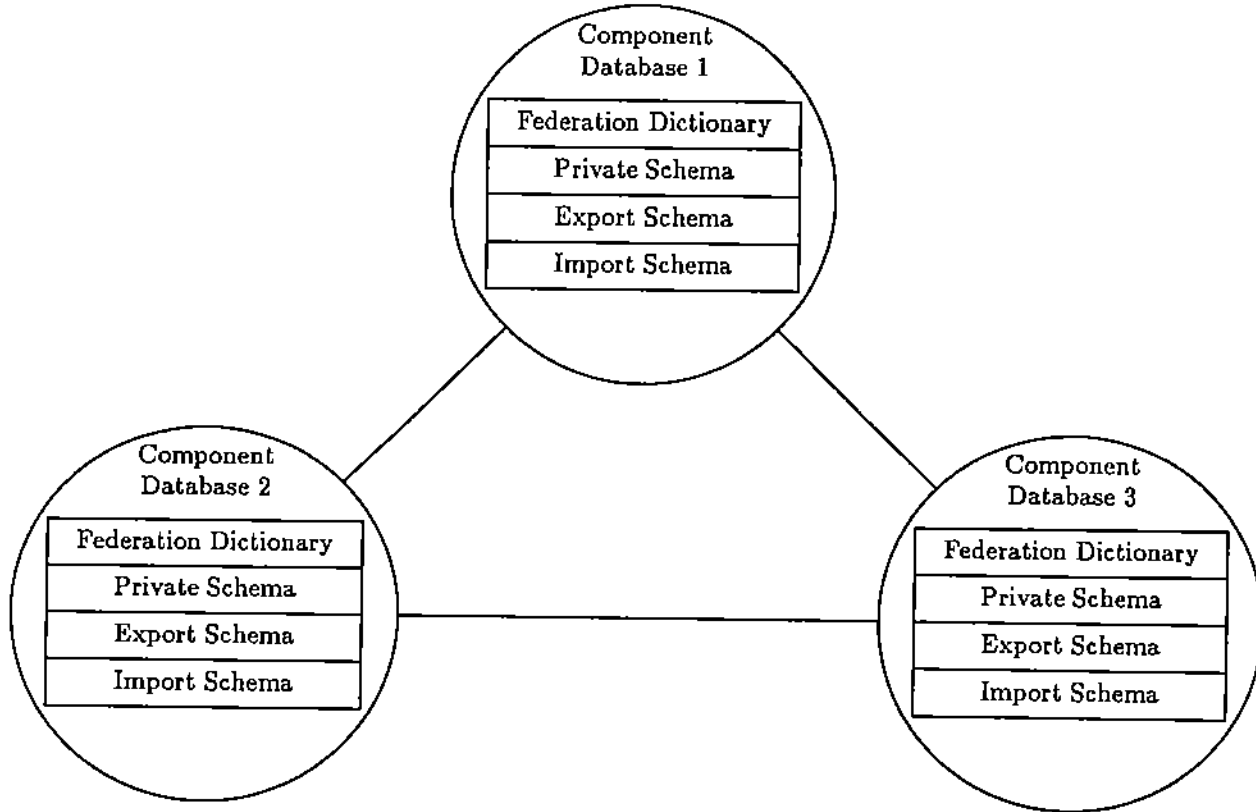 Component
Database 1
Federation Dictionary
Private Schema
Export Schema
Import Schema
Component
Database 2
Federation Dictionary
Private Schema
Export Schema
Import Schema
Component
Database 3
Federation Dictionary
Private Schema
Export Schema
Import Schema